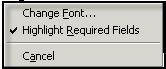 Change Font...
Highlight Required Fields
Cancel